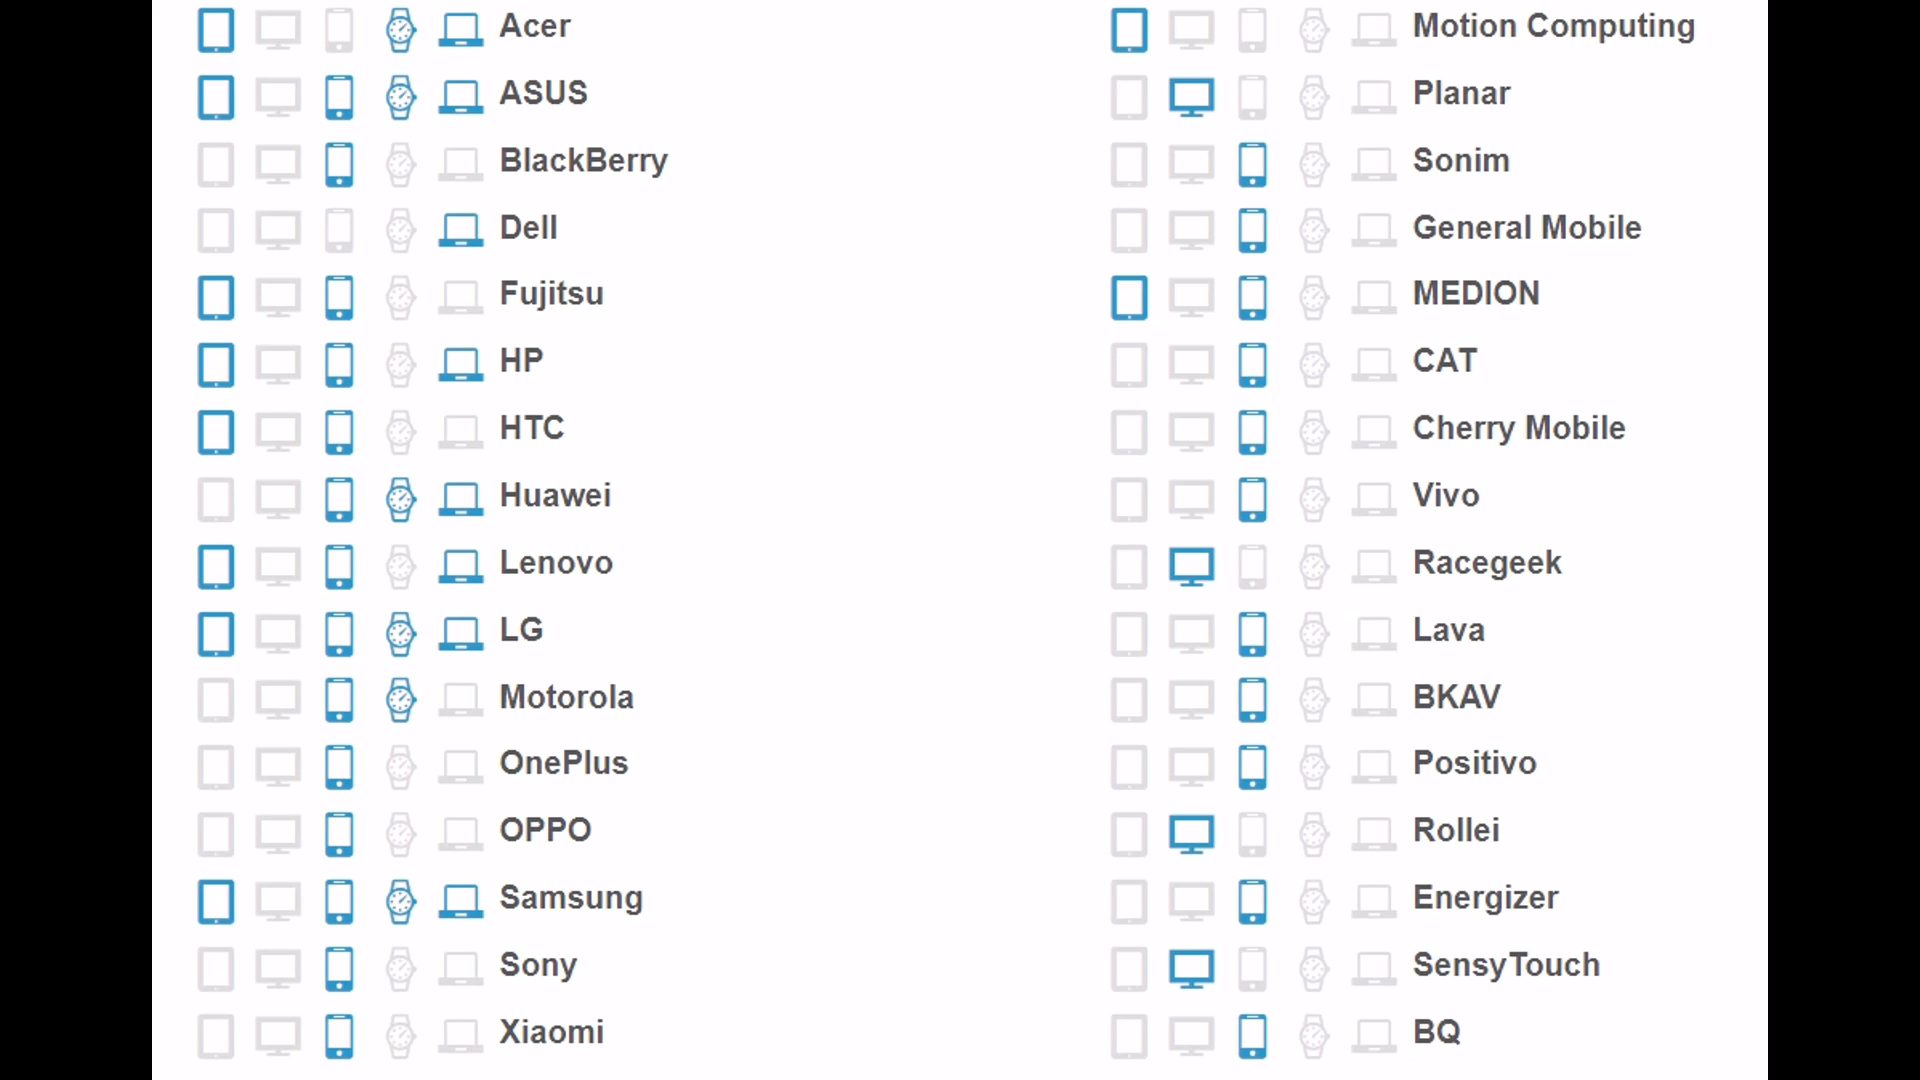 Acer
ASUS
BlackBerry
Dell
Fujitsu
HP
HTC
Huawei
Lenovo
LG
Motorola
OnePlus
OPPO
Samsung
Sony
Xiaomi
Motion Computing
Planar
Sonim
General Mobile
MEDION
CAT
Cherry Mobile
Vivo
Racegeek
Lava
BKAV
Positivo
Rollei
Energizer
SensyTouch
BQ